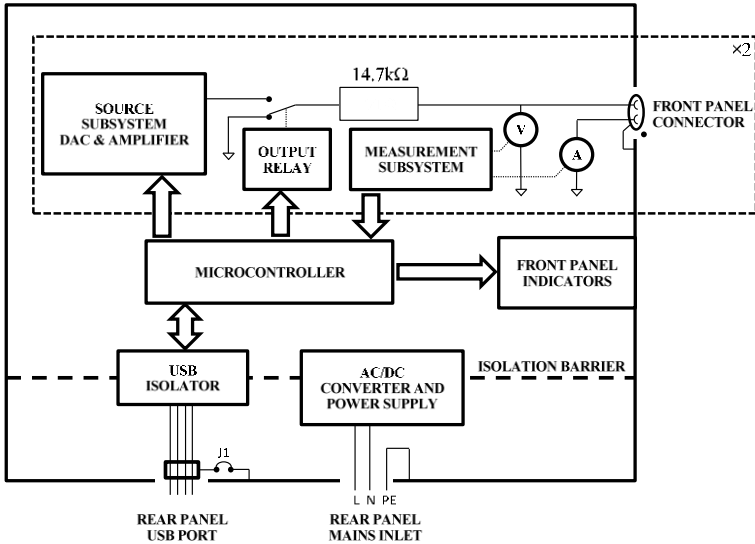 ×2
14.7kΩ
SOURCE
SUBSYSTEM
DAC & AMPLIFIER
OUTPUT
RELAY
MEASUREMENT
SUBSYSTEM
V
A
FRONT PANEL
CONNECTOR
MICROCONTROLLER
FRONT PANEL
INDICATORS
USB
ISOLATOR
AC/DC
CONVERTER AND
POWER SUPPLY
ISOLATION BARRIER
J1
L N PE
REAR PANEL
USB PORT
REAR PANEL
MAINS INLET